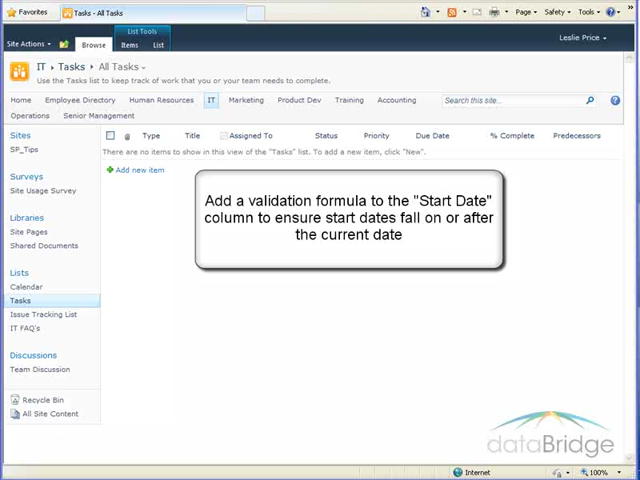 Favorites
Tasks - All Tasks
Page
Safety
Tools
Site Actions
Browse
List Tools
Items
List
Leslie Price
IT
Tasks
All Tasks
Use the Tasks list to keep track of work that you or your team needs to complete.
Home
Employee Directory
Human Resources
IT
Marketing
Product Dev
Training
Accounting
Search this site...
Operations
Senior Management
Sites
SP_Tips
Surveys
Site Usage Survey
Libraries
Site Pages
Shared Documents
Lists
Calendar
Tasks
Issue Tracking List
IT FAQ's
Discussions
Team Discussion
Recycle Bin
All Site Content
Type
Title
Assigned To
Status
Priority
Due Date
% Complete
Predecessors
There are no items to show in this view of the "Tasks" list. To add a new item, click "New".
Add new item
Add a validation formula to the "Start Date"
column to ensure start dates fall on or after
the current date
dataBridge
Internet
100%